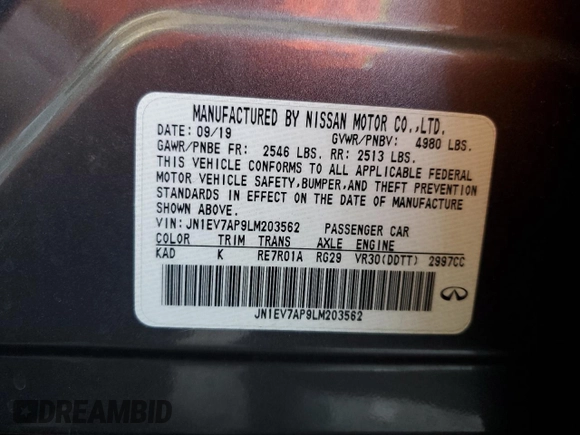 MANUFACTURED BY NISSAN MOTOR CO.,LTD.
DATE: 09/19 GVWR/PNBV: 4980 LBS.
GAWR/PNBE FR: 2546 LBS. RR: 2513 LBS.
THIS VEHICLE CONFORMS TO ALL APPLICABLE FEDERAL
MOTOR VEHICLE SAFETY,BUMPER,AND THEFT PREVENTION
STANDARDS IN EFFECT ON THE DATE OF MANUFACTURE
SHOWN ABOVE.
VIN: JN1EV7AP9LM203562 PASSENGER CAR
COLOR TRIM TRANS AXLE ENGINE
KAD K RE7R01A RG29 VR30(DDTT) 2997CC
JN1EV7AP9LM203562
INFINITI
DREAMBID